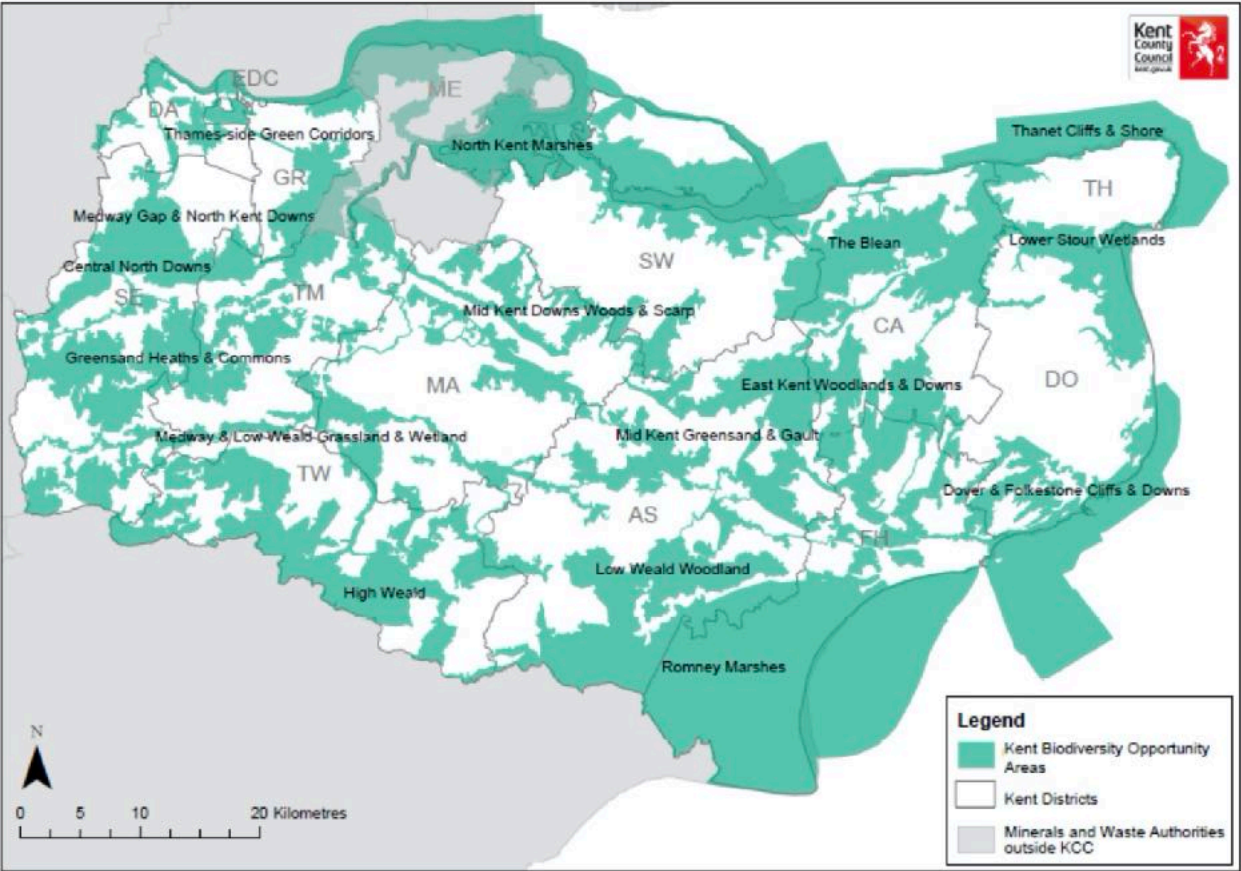 Kent
County
Council
kent.gov.uk
EDC
ME
DA
Thames-side Green Corridors
Thanet Cliffs & Shore
North Kent Marshes
GR
TH
Medway Gap & North Kent Downs
The Blean
Lower Stour Wetlands
Central North Downs
SW
SE
TM
Mid Kent Downs Woods & Scarp
CA
Greensand Heaths & Commons
MA
East Kent Woodlands & Downs
DO
Medway & Low Weald Grassland & Wetland
Mid Kent Greensand & Gault
TW
Dover & Folkestone Cliffs & Downs
AS
FH
Low Weald Woodland
High Weald
Romney Marshes
N
0 5 10 20 Kilometres
Legend
Kent Biodiversity Opportunity
Areas
Kent Districts
Minerals and Waste Authorities
outside KCC